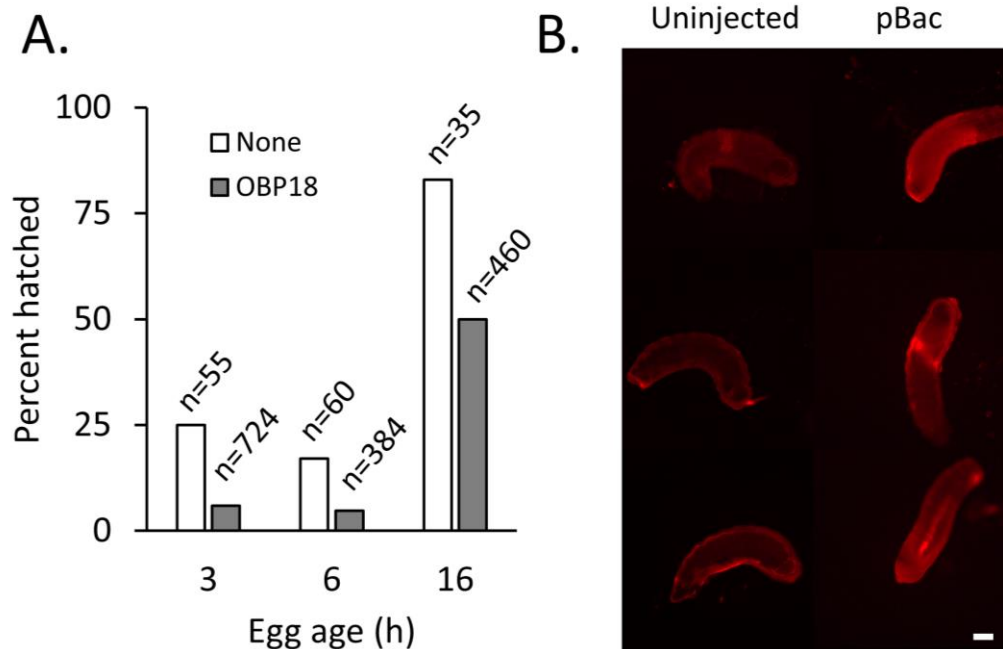 A.
100
75
50
25
0
Percent hatched
None
OBP18
n=55
n=724
n=60
n=384
n=35
n=460
3 6 16
Egg age (h)
B.
Uninjected pBac